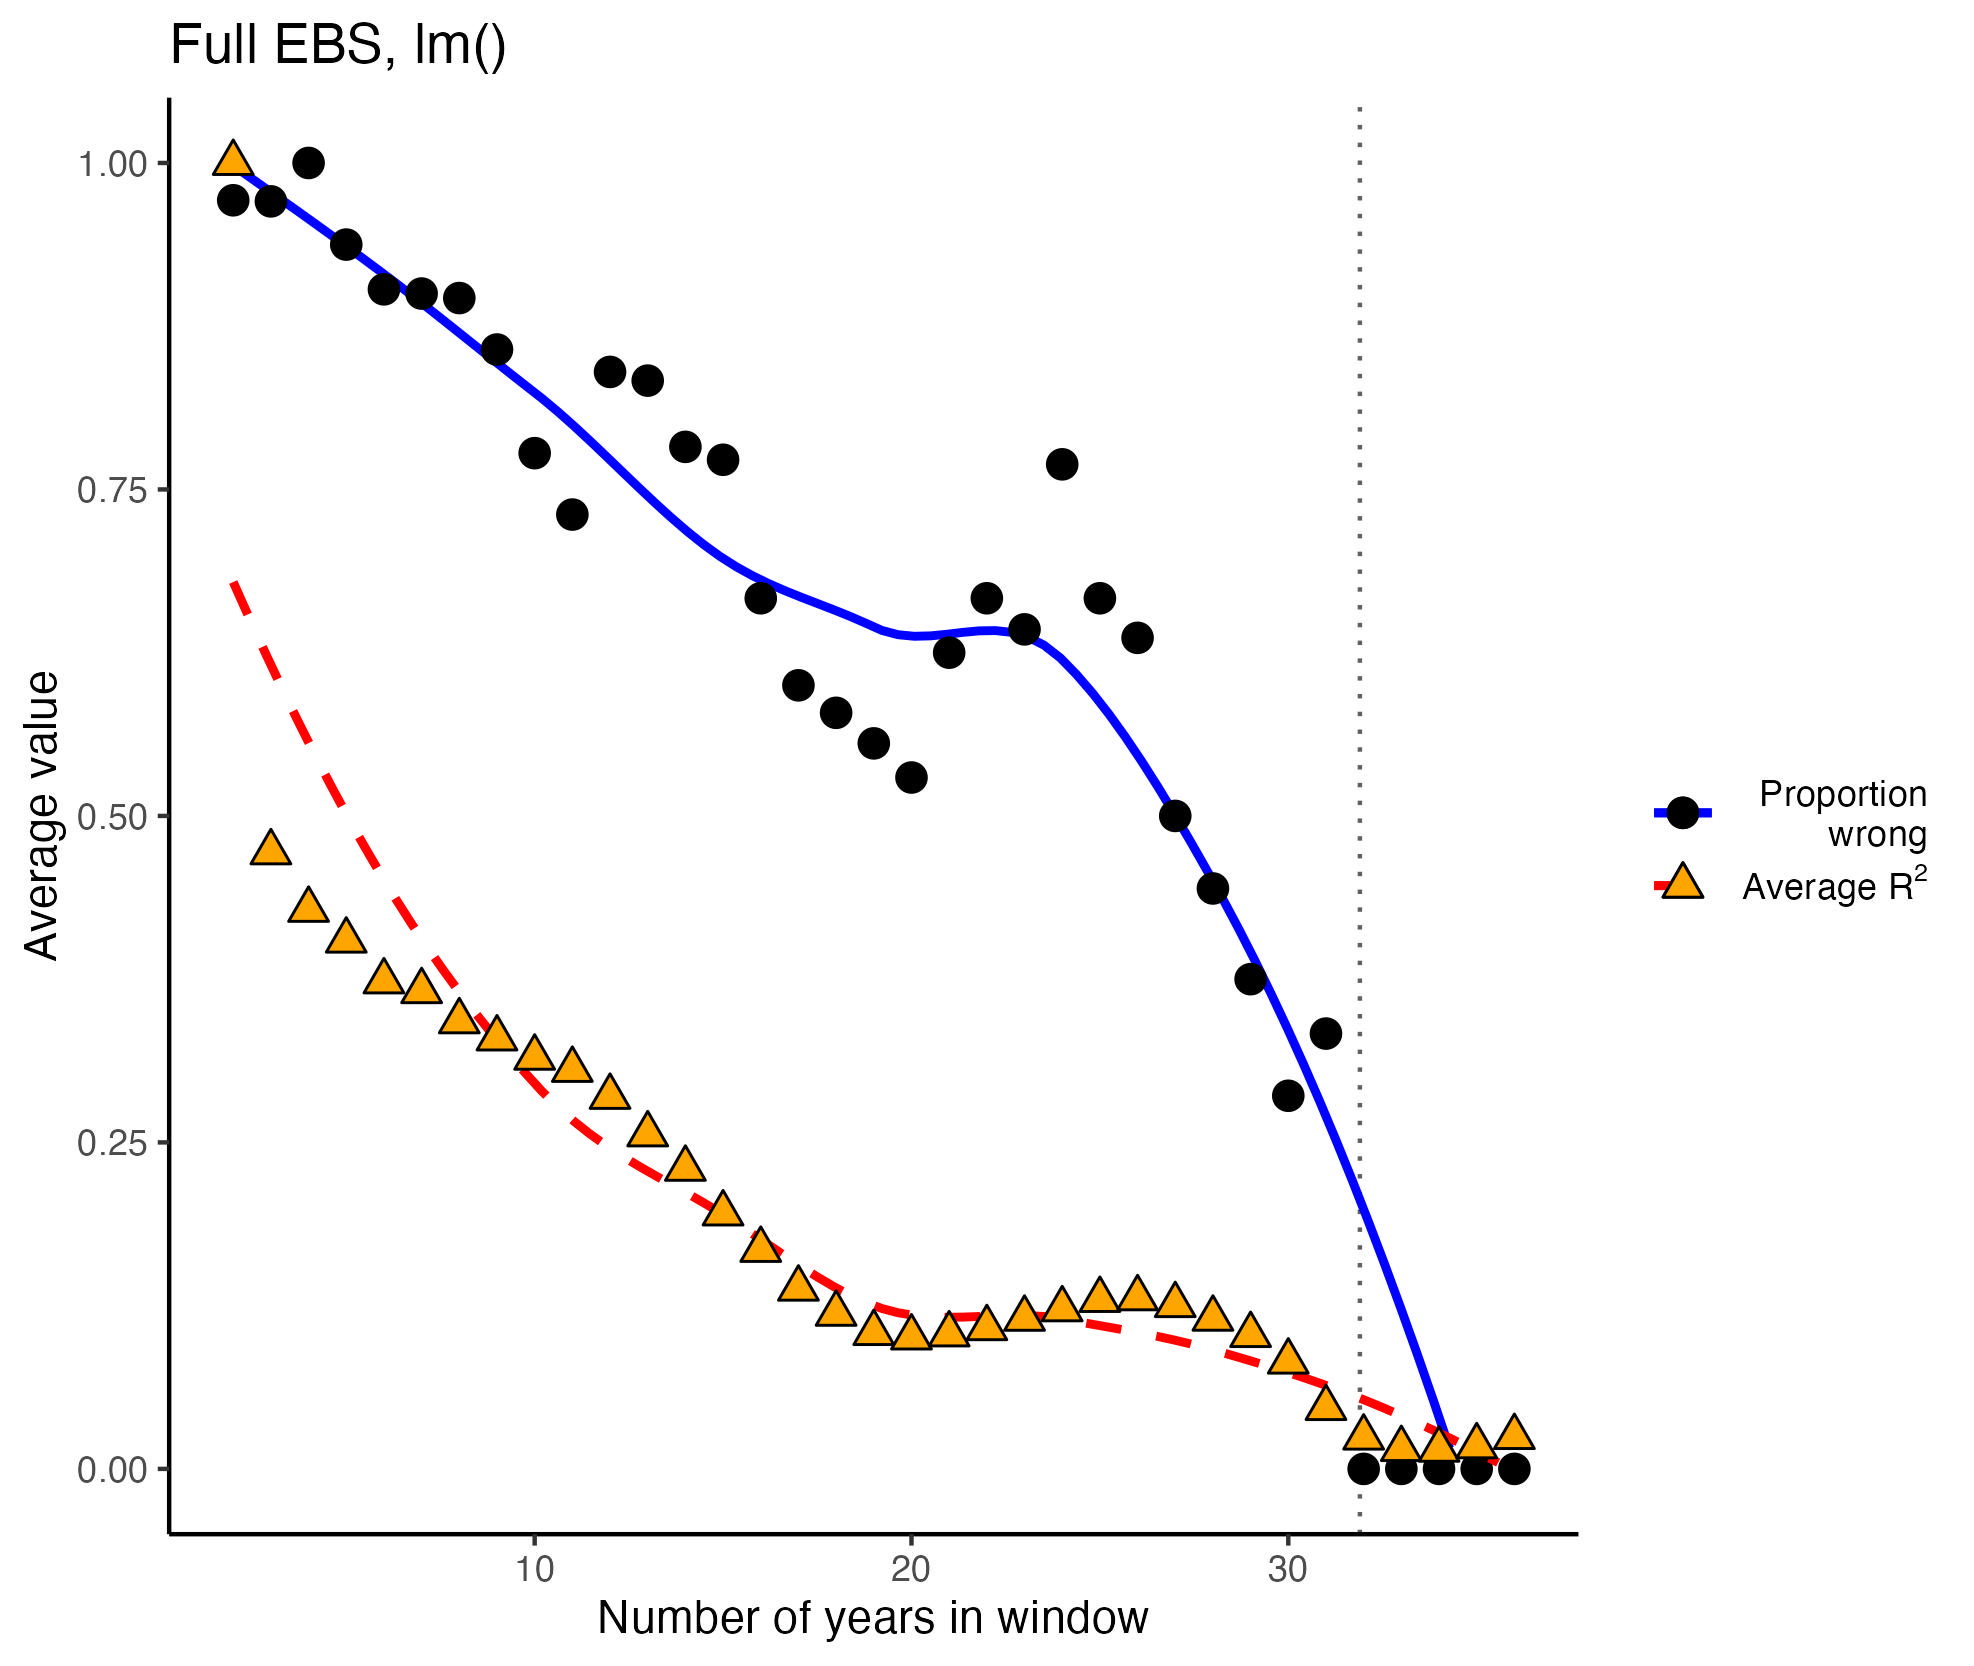 Full EBS, lm()
1.00
0.75
0.50
0.25
0.00
Average value
10 20 30
Number of years in window
Proportion
wrong
Average R²